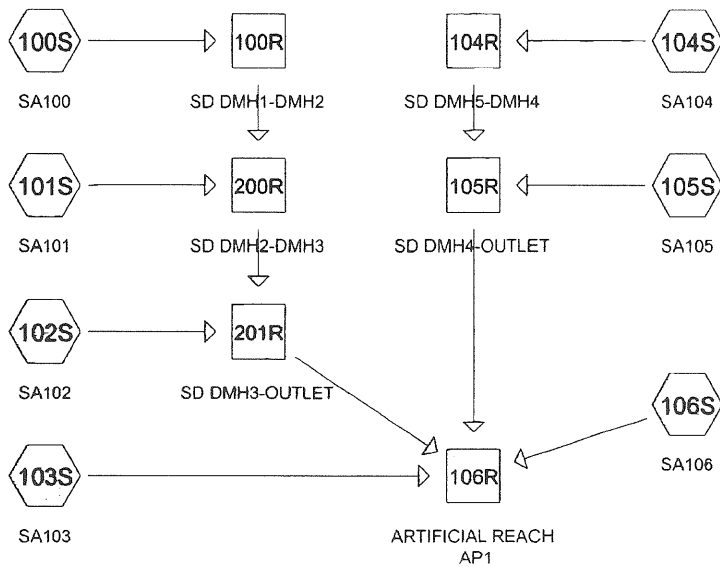 100S
100R
104R
104S
SA100
SD DMH1-DMH2
SD DMH5-DMH4
SA104
101S
200R
105R
105S
SA101
SD DMH2-DMH3
SD DMH4-OUTLET
SA105
102S
201R
SA102
SD DMH3-OUTLET
106S
SA106
103S
106R
SA103
ARTIFICIAL REACH
AP1